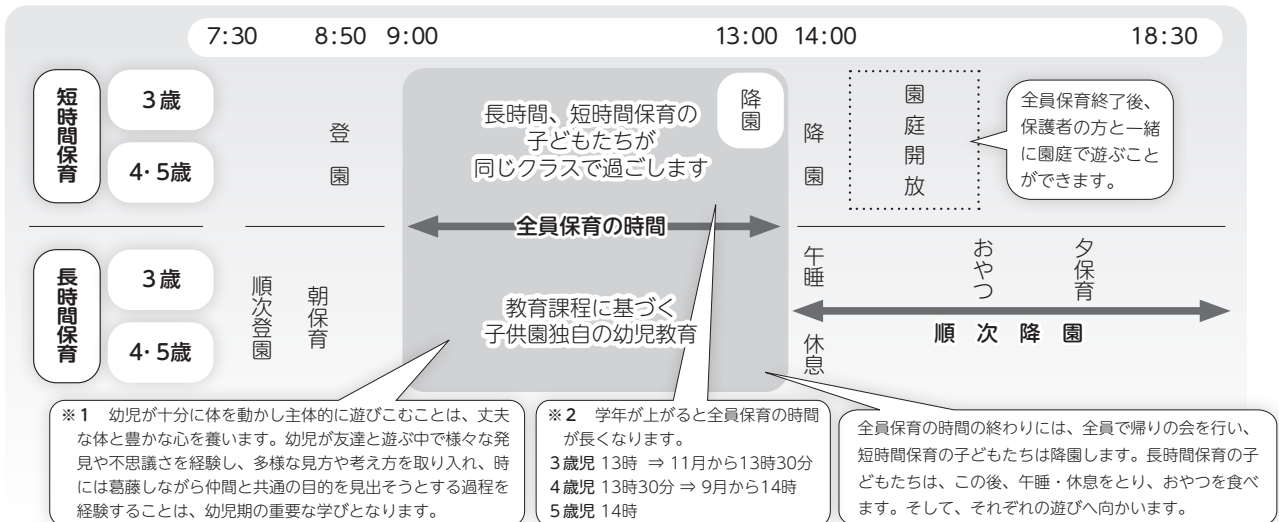 7:30 8:50 9:00 13:00 14:00 18:30
短時間保育
3歳
4・5歳
登園
長時間、短時間保育の
子どもたちが
同じクラスで過ごします
降園
降園
園庭開放
全員保育終了後、
保護者の方と一緒
に園庭で遊ぶこと
ができます。
全員保育の時間
長時間保育
3歳
4・5歳
順次登園
朝保育
教育課程に基づく
子供園独自の幼児教育
午睡
休息
おやつ
夕保育
順次降園
※1 幼児が十分に体を動かし主体的に遊びこむことは、丈夫
な体と豊かな心を養います。幼児が友達と遊ぶ中で様々な発
見や不思議さを経験し、多様な見方や考え方を取り入れ、時
には葛藤しながら仲間と共通の目的を見出そうとする過程を
経験することは、幼児期の重要な学びとなります。
※2 学年が上がると全員保育の時間
が長くなります。
3歳児 13時 ⇒ 11月から13時30分
4歳児 13時30分 ⇒ 9月から14時
5歳児 14時
全員保育の時間の終わりには、全員で帰りの会を行い、
短時間保育の子どもたちは降園します。長時間保育の子
どもたちは、この後、午睡・休息をとり、おやつを食べ
ます。そして、それぞれの遊びへ向かいます。